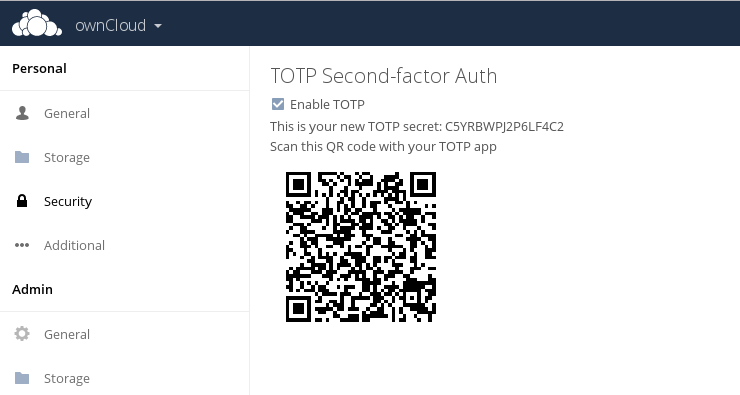 ownCloud
Personal
General
Storage
Security
Additional
Admin
General
Storage
TOTP Second-factor Auth
Enable TOTP
This is your new TOTP secret: C5YRBWPJ2P6LF4C2
Scan this QR code with your TOTP app